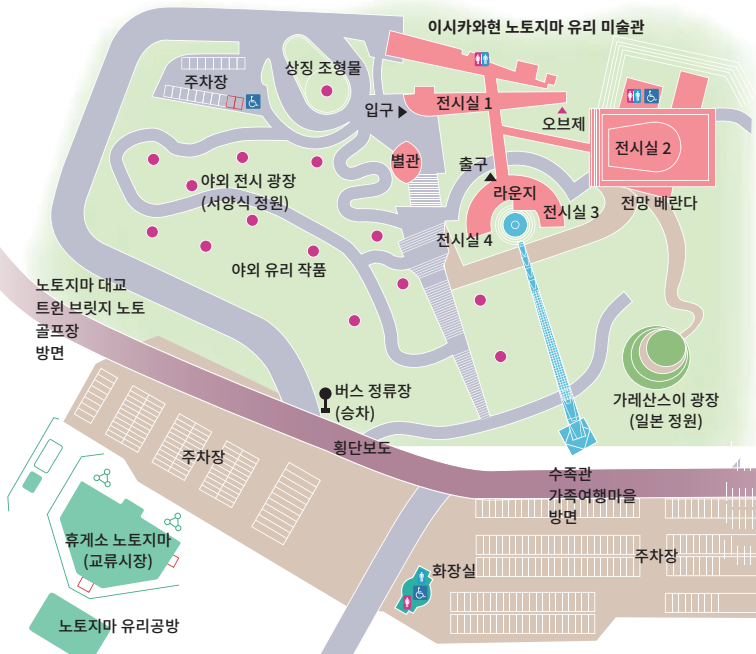 이시카와현 노토지마 유리 미술관
상징 조형물
주차장
입구
전시실 1
오브제
전시실 2
별관
출구
라운지
야외 전시 광장
(서양식 정원)
전시실 3
전망 베란다
전시실 4
야외 유리 작품
노토지마 대교
트윈 브릿지 노토
골프장
방면
버스 정류장
(승차)
가레산스이 광장
(일본 정원)
횡단보도
주차장
수족관
가족여행마을
방면
휴게소 노토지마
(교류시장)
주차장
화장실
노토지마 유리공방